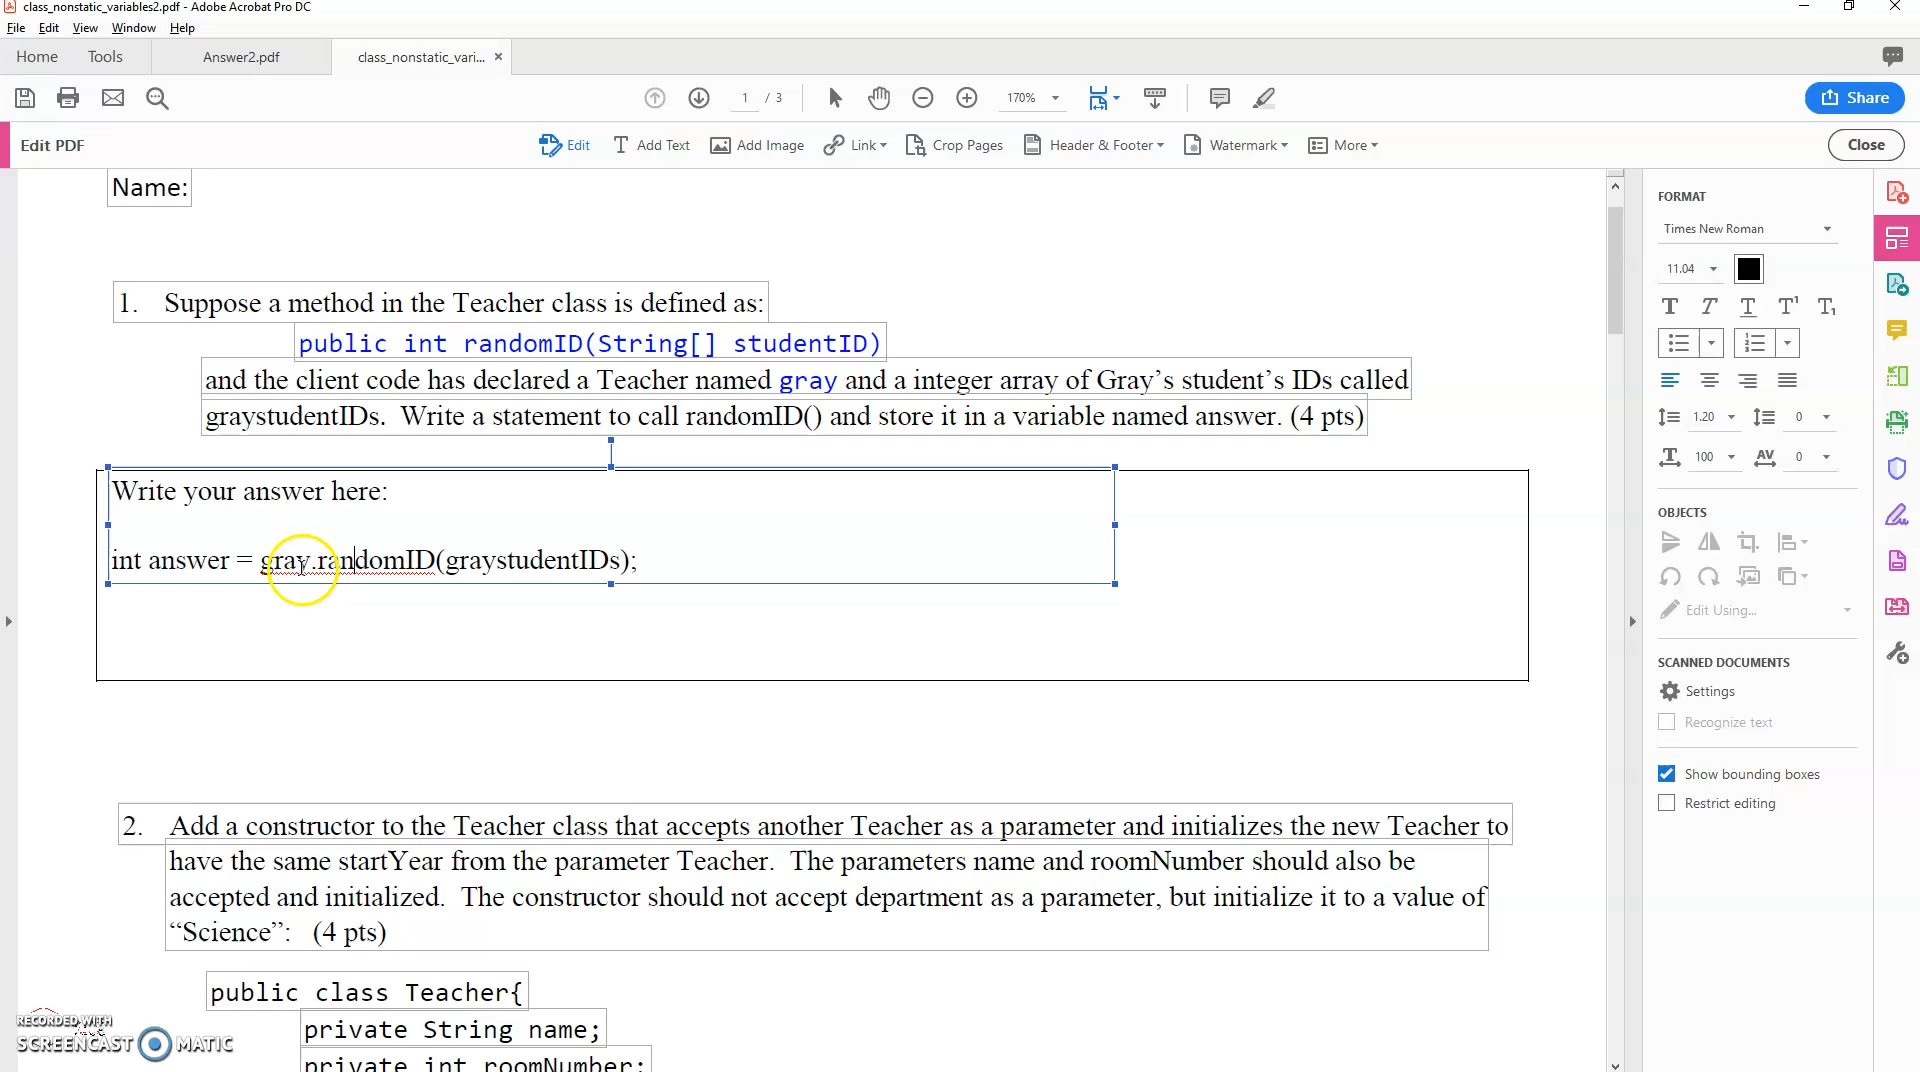 class_nonstatic_variables2.pdf - Adobe Acrobat Pro DC
File Edit View Window Help
Home Tools Answer2.pdf class_nonstatic_vari... ×
1 / 3 170% Share
Edit PDF Edit Add Text Add Image Link Crop Pages Header & Footer Watermark More Close
Name:
1. Suppose a method in the Teacher class is defined as:
public int randomID(String[] studentID)
and the client code has declared a Teacher named gray and a integer array of Gray’s student’s IDs called
graystudentIDs. Write a statement to call randomID() and store it in a variable named answer. (4 pts)
Write your answer here:
int answer = gray.randomID(graystudentIDs);
2. Add a constructor to the Teacher class that accepts another Teacher as a parameter and initializes the new Teacher to
have the same startYear from the parameter Teacher. The parameters name and roomNumber should also be
accepted and initialized. The constructor should not accept department as a parameter, but initialize it to a value of
“Science”: (4 pts)
public class Teacher{
private String name;
private int roomNumber;
RECORDED WITH
SCREENCAST MATIC
FORMAT
Times New Roman
11.04
T T T T1 T1
1.20 0
100 AV 0
OBJECTS
Edit Using...
SCANNED DOCUMENTS
Settings
Recognize text
Show bounding boxes
Restrict editing